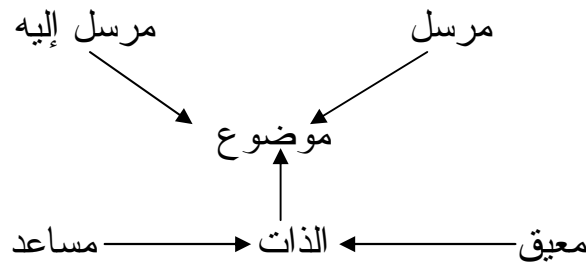 مرسل مرسل إليه
موضوع
معيق الذات مساعد